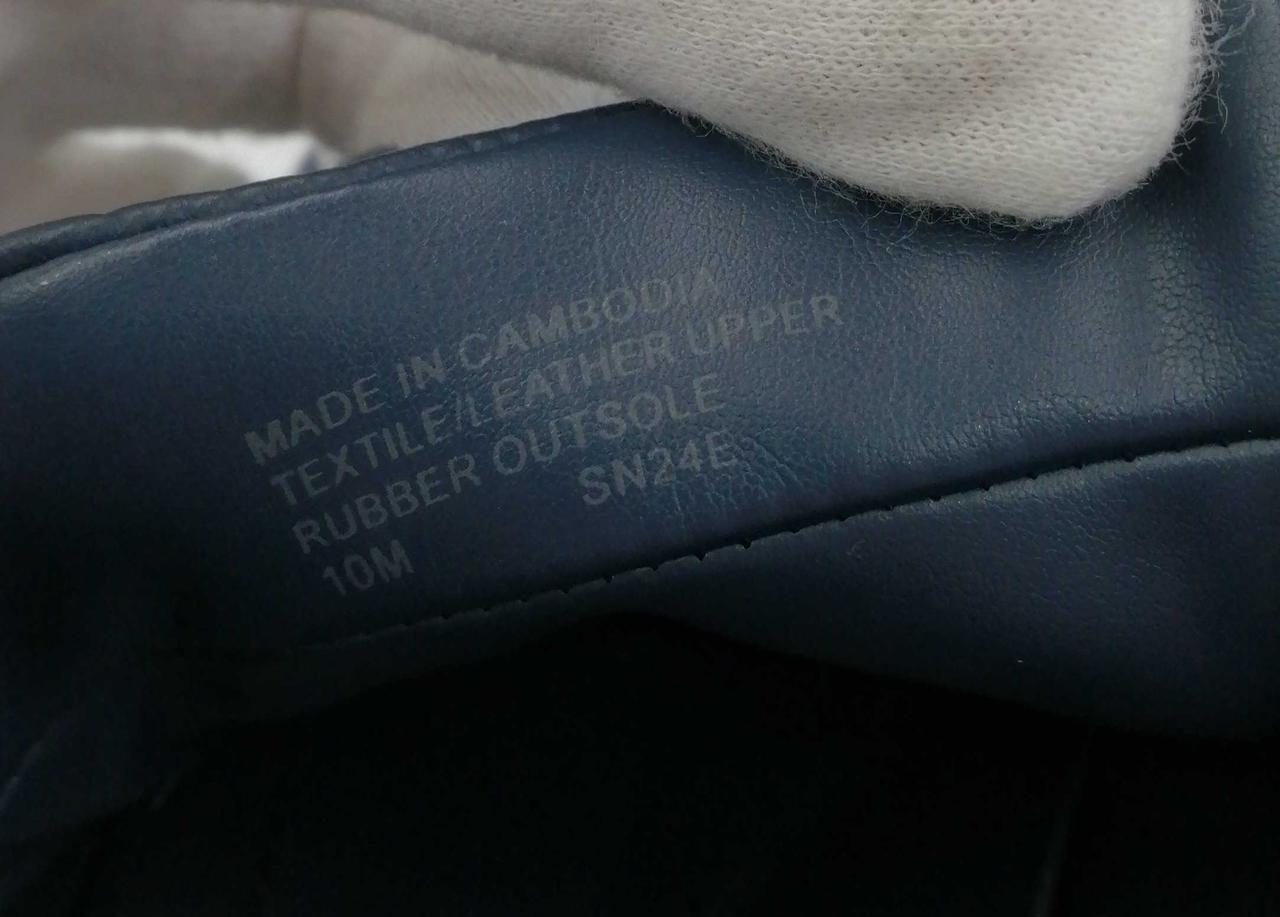 MADE IN CAMBODIA
TEXTILE/LEATHER UPPER
RUBBER OUTSOLE
SN24E
10M